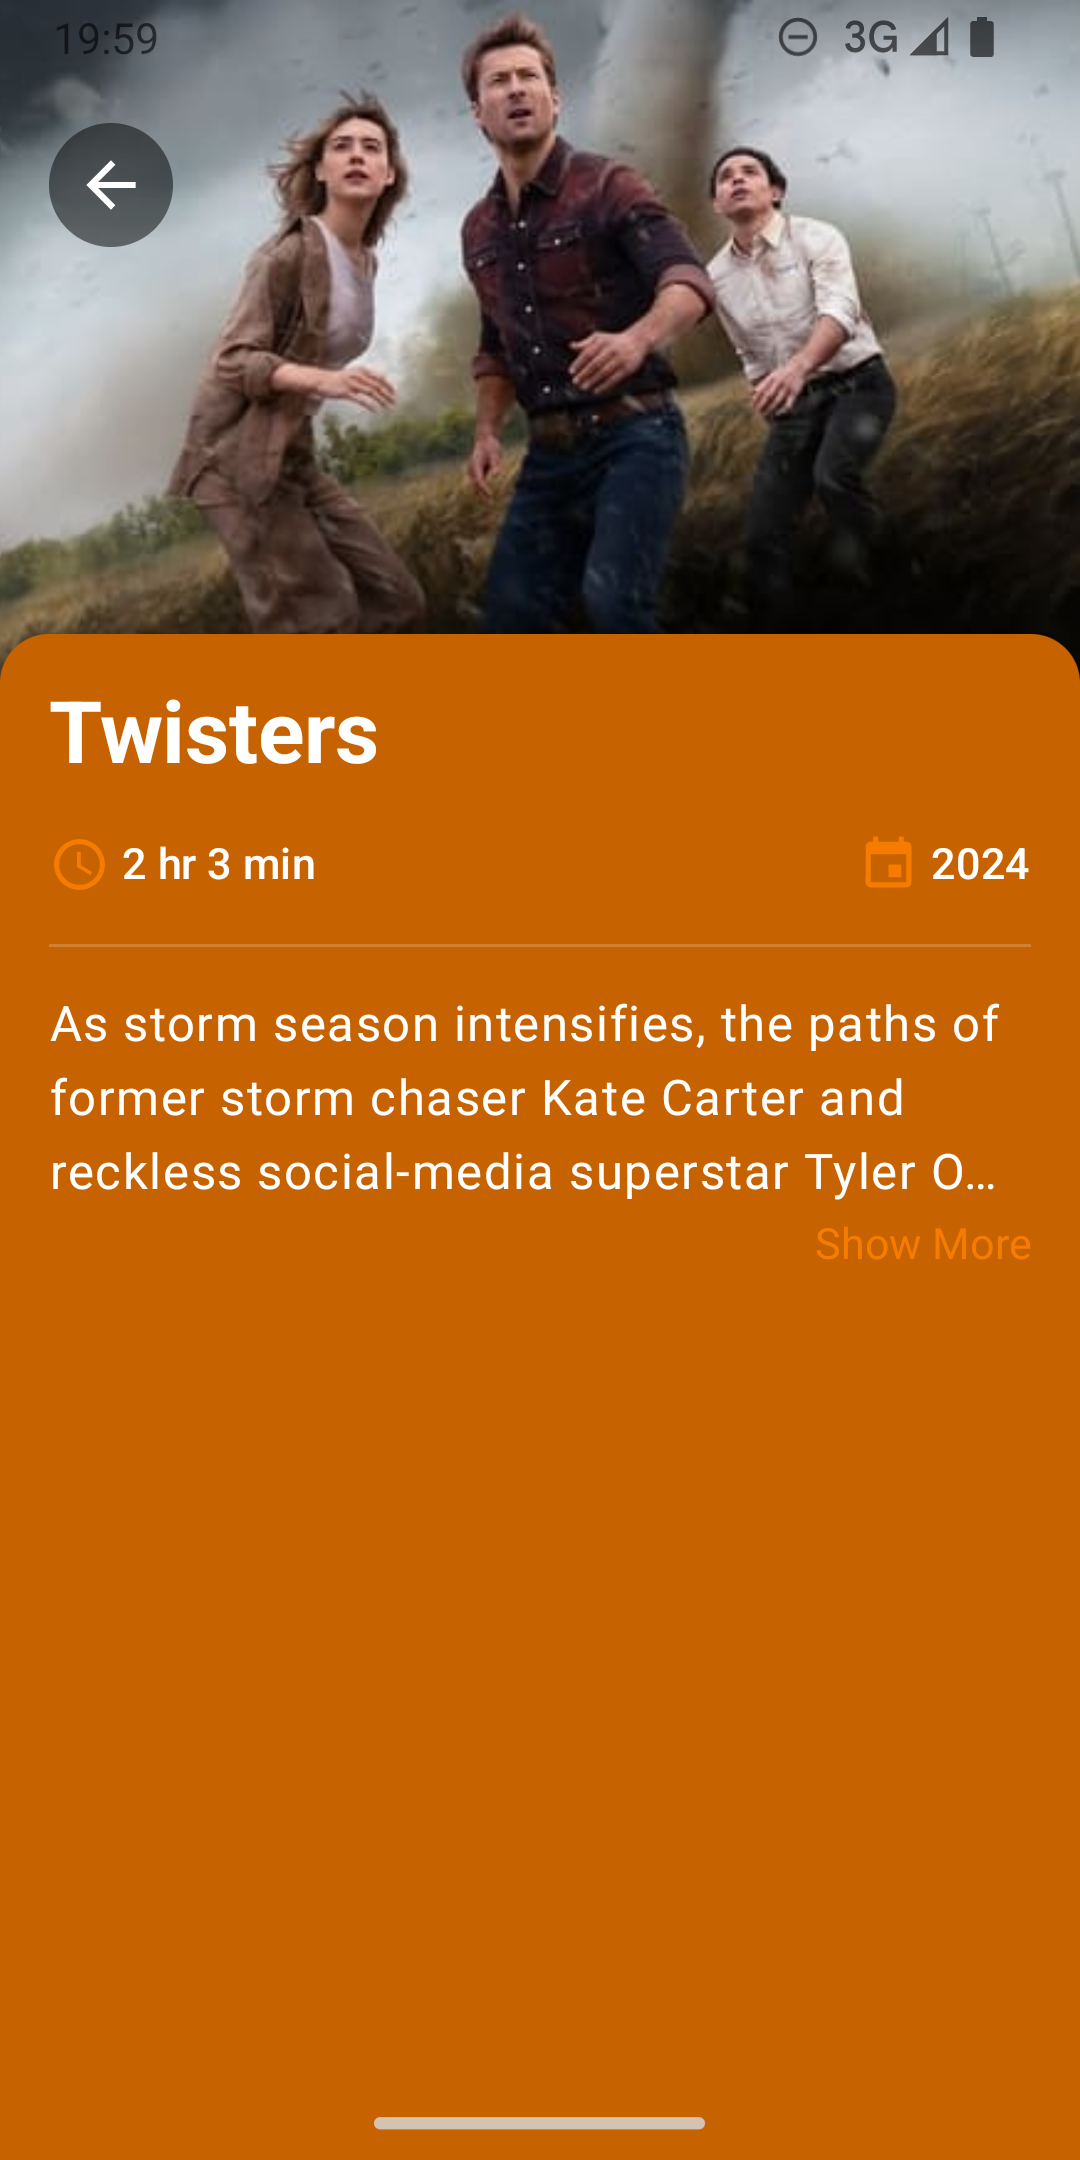 19:59
3G
Twisters
2 hr 3 min
2024
As storm season intensifies, the paths of
former storm chaser Kate Carter and
reckless social-media superstar Tyler O…
Show More